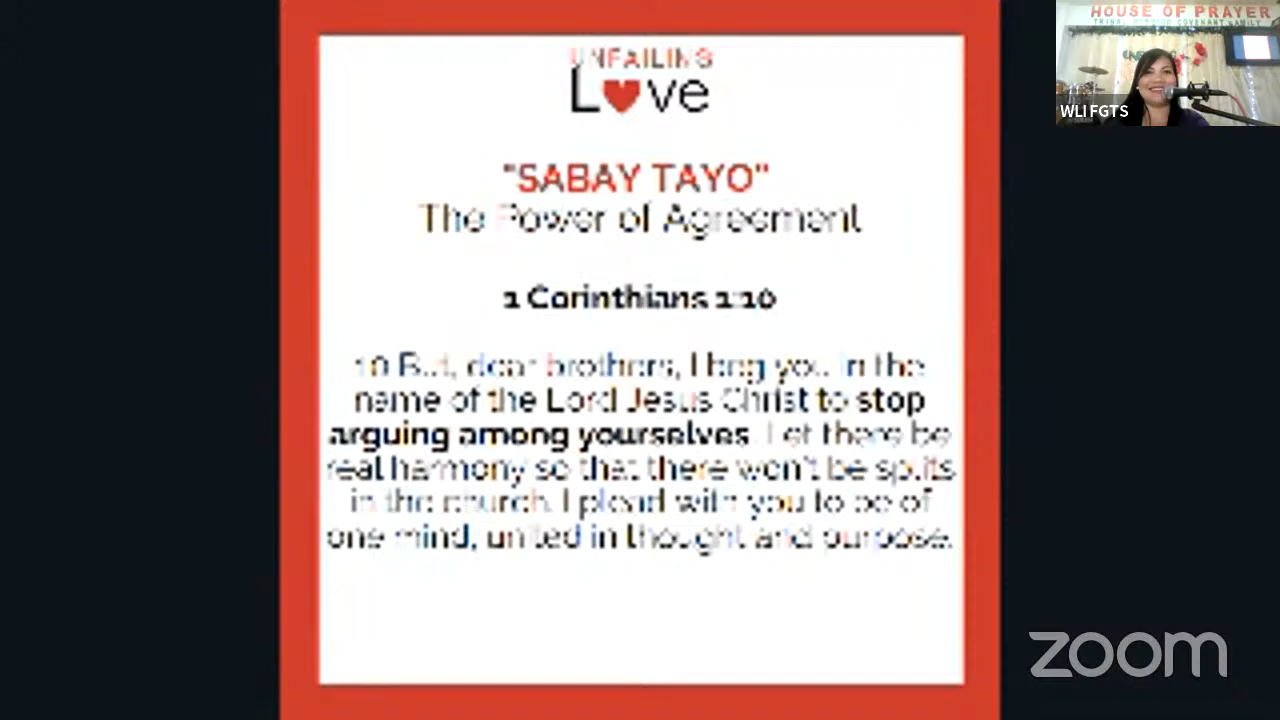 UNFAILING
Love
"SABAY TAYO"
The Power of Agreement
1 Corinthians 1:10
10 But, dear brothers, I beg you in the
name of the Lord Jesus Christ to stop
arguing among yourselves. Let there be
real harmony so that there won't be splits
in the church. I plead with you to be of
one mind, united in thought and purpose.
HOUSE OF PRAYER
COVENANT FAMILY
WLI FGTS
zoom